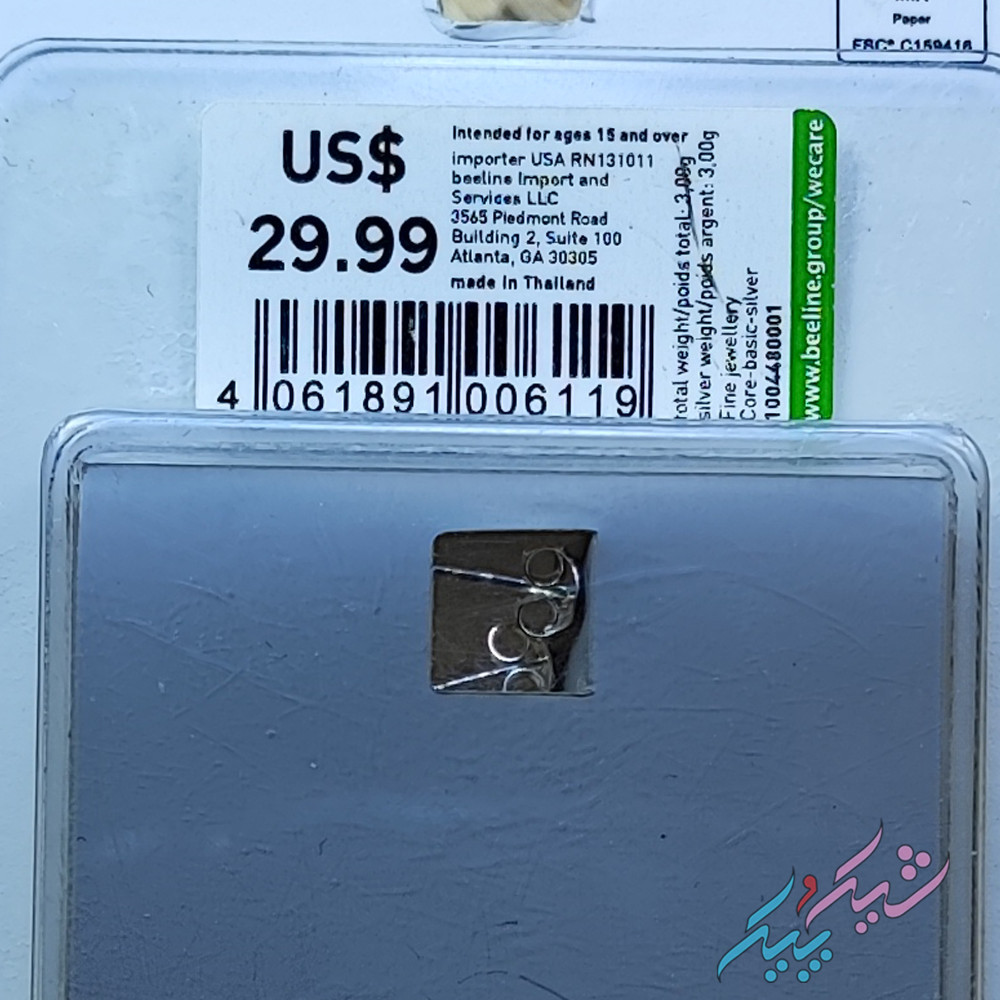 Paper
FSC® C159416
US$
29.99
Intended for ages 15 and over
importer USA RN131011
beeline Import and
Services LLC
3565 Piedmont Road
Building 2, Suite 100
Atlanta, GA 30305
made in Thailand
4 061891 006119
total weight/poids total: 3,00g
silver weight/poids argent: 3,00g
Fine jewellery
Core-basic-silver
1004480001
www.beeline.group/wecare
شیک و پیک